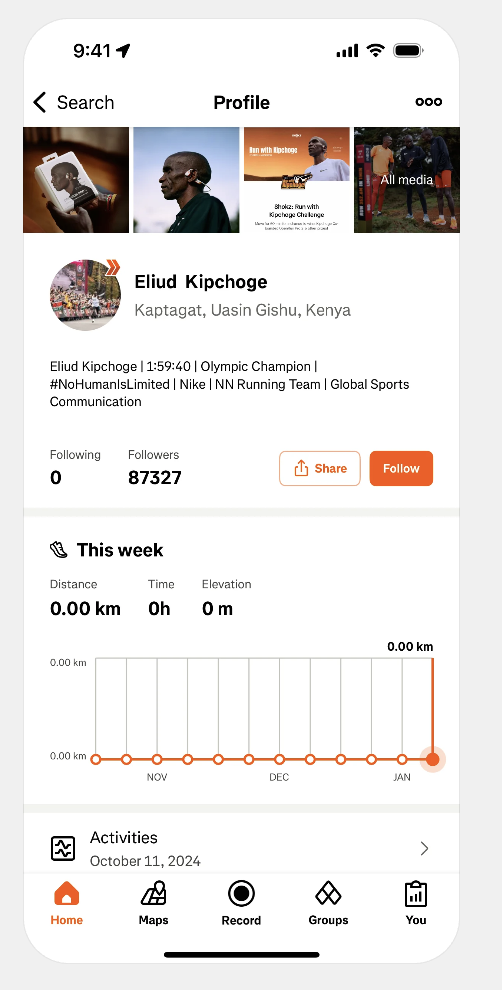 9:41
Search
Profile
Run with Kipchoge
Shokz: Run with
Kipchoge Challenge
All media
Eliud Kipchoge
Kaptagat, Uasin Gishu, Kenya
Eliud Kipchoge | 1:59:40 | Olympic Champion |
#NoHumanIsLimited | Nike | NN Running Team | Global Sports
Communication
Following
0
Followers
87327
Share
Follow
This week
Distance
0.00 km
Time
0h
Elevation
0 m
0.00 km
0.00 km
0.00 km
NOV
DEC
JAN
Activities
October 11, 2024
Home
Maps
Record
Groups
You